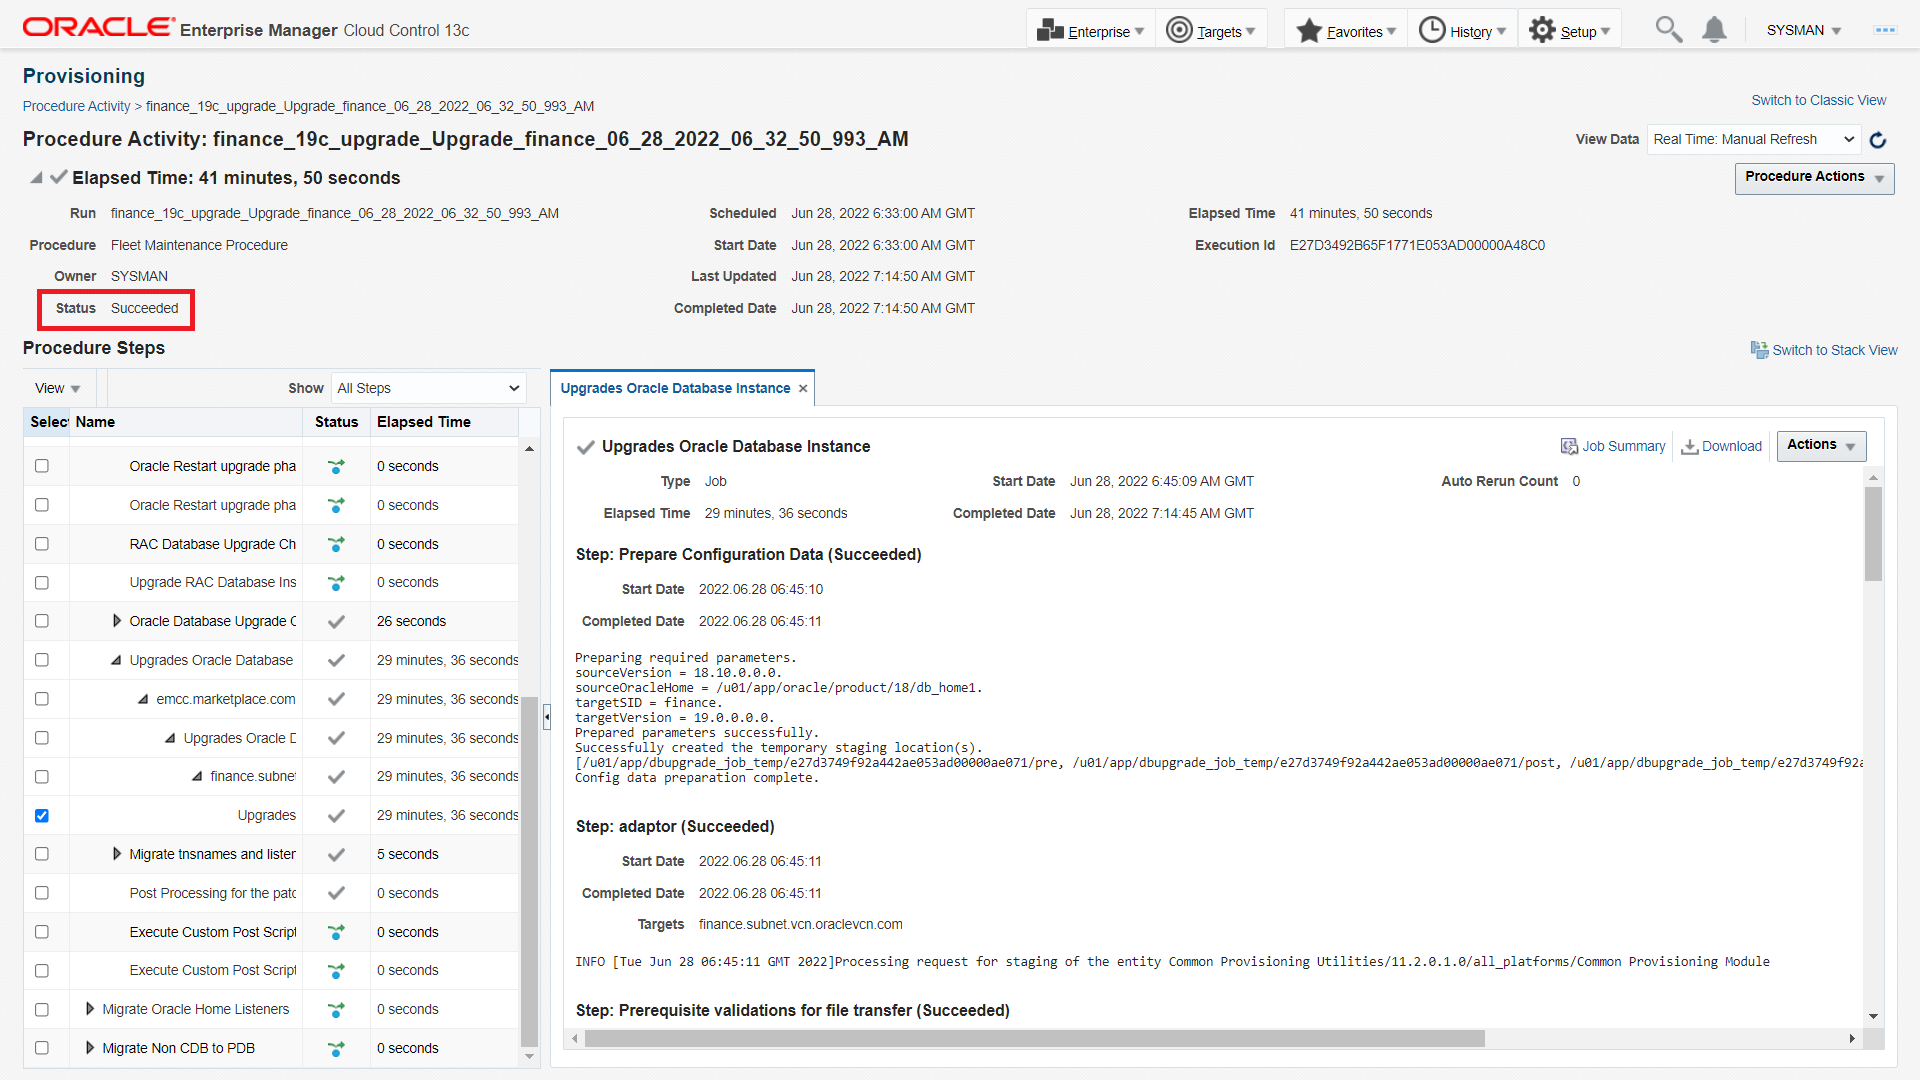 ORACLE Enterprise Manager Cloud Control 13c
Enterprise Targets Favorites History Setup SYSMAN
Provisioning
Procedure Activity > finance_19c_upgrade_Upgrade_finance_06_28_2022_06_32_50_993_AM
Switch to Classic View
Procedure Activity: finance_19c_upgrade_Upgrade_finance_06_28_2022_06_32_50_993_AM
View Data Real Time: Manual Refresh
Elapsed Time: 41 minutes, 50 seconds
Procedure Actions
Run finance_19c_upgrade_Upgrade_finance_06_28_2022_06_32_50_993_AM
Scheduled Jun 28, 2022 6:33:00 AM GMT
Elapsed Time 41 minutes, 50 seconds
Procedure Fleet Maintenance Procedure
Start Date Jun 28, 2022 6:33:00 AM GMT
Execution Id E27D3492B65F1771E053AD00000A48C0
Owner SYSMAN
Last Updated Jun 28, 2022 7:14:50 AM GMT
Status Succeeded
Completed Date Jun 28, 2022 7:14:50 AM GMT
Procedure Steps
Switch to Stack View
View Show All Steps
Select Name Status Elapsed Time
Oracle Restart upgrade pha 0 seconds
Oracle Restart upgrade pha 0 seconds
RAC Database Upgrade Ch 0 seconds
Upgrade RAC Database Ins 0 seconds
Oracle Database Upgrade C 26 seconds
Upgrades Oracle Database 29 minutes, 36 seconds
emcc.marketplace.com 29 minutes, 36 seconds
Upgrades Oracle D 29 minutes, 36 seconds
finance.subnet 29 minutes, 36 seconds
Upgrades 29 minutes, 36 seconds
Migrate tnsnames and listen 5 seconds
Post Processing for the patc 0 seconds
Execute Custom Post Script 0 seconds
Execute Custom Post Script 0 seconds
Migrate Oracle Home Listeners 0 seconds
Migrate Non CDB to PDB 0 seconds
Upgrades Oracle Database Instance
Upgrades Oracle Database Instance
Job Summary Download Actions
Type Job
Start Date Jun 28, 2022 6:45:09 AM GMT
Auto Rerun Count 0
Elapsed Time 29 minutes, 36 seconds
Completed Date Jun 28, 2022 7:14:45 AM GMT
Step: Prepare Configuration Data (Succeeded)
Start Date 2022.06.28 06:45:10
Completed Date 2022.06.28 06:45:11
Preparing required parameters.
sourceVersion = 18.10.0.0.0.
sourceOracleHome = /u01/app/oracle/product/18/db_home1.
targetSID = finance.
targetVersion = 19.0.0.0.0.
Prepared parameters successfully.
Successfully created the temporary staging location(s).
[/u01/app/dbupgrade_job_temp/e27d3749f92a442ae053ad00000ae071/pre, /u01/app/dbupgrade_job_temp/e27d3749f92a442ae053ad00000ae071/post, /u01/app/dbupgrade_job_temp/e27d3749f92a
Config data preparation complete.
Step: adaptor (Succeeded)
Start Date 2022.06.28 06:45:11
Completed Date 2022.06.28 06:45:11
Targets finance.subnet.vcn.oraclevcn.com
INFO [Tue Jun 28 06:45:11 GMT 2022]Processing request for staging of the entity Common Provisioning Utilities/11.2.0.1.0/all_platforms/Common Provisioning Module
Step: Prerequisite validations for file transfer (Succeeded)